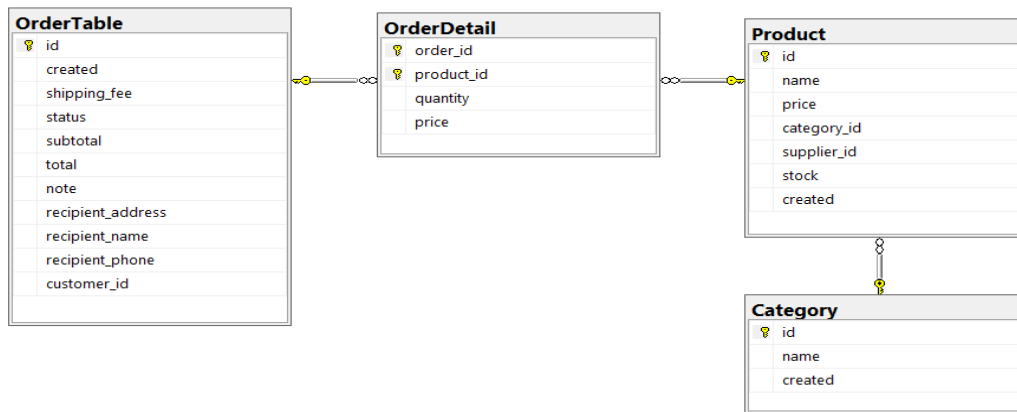 OrderTable
id
created
shipping_fee
status
subtotal
total
note
recipient_address
recipient_name
recipient_phone
customer_id
OrderDetail
order_id
product_id
quantity
price
Product
id
name
price
category_id
supplier_id
stock
created
Category
id
name
created